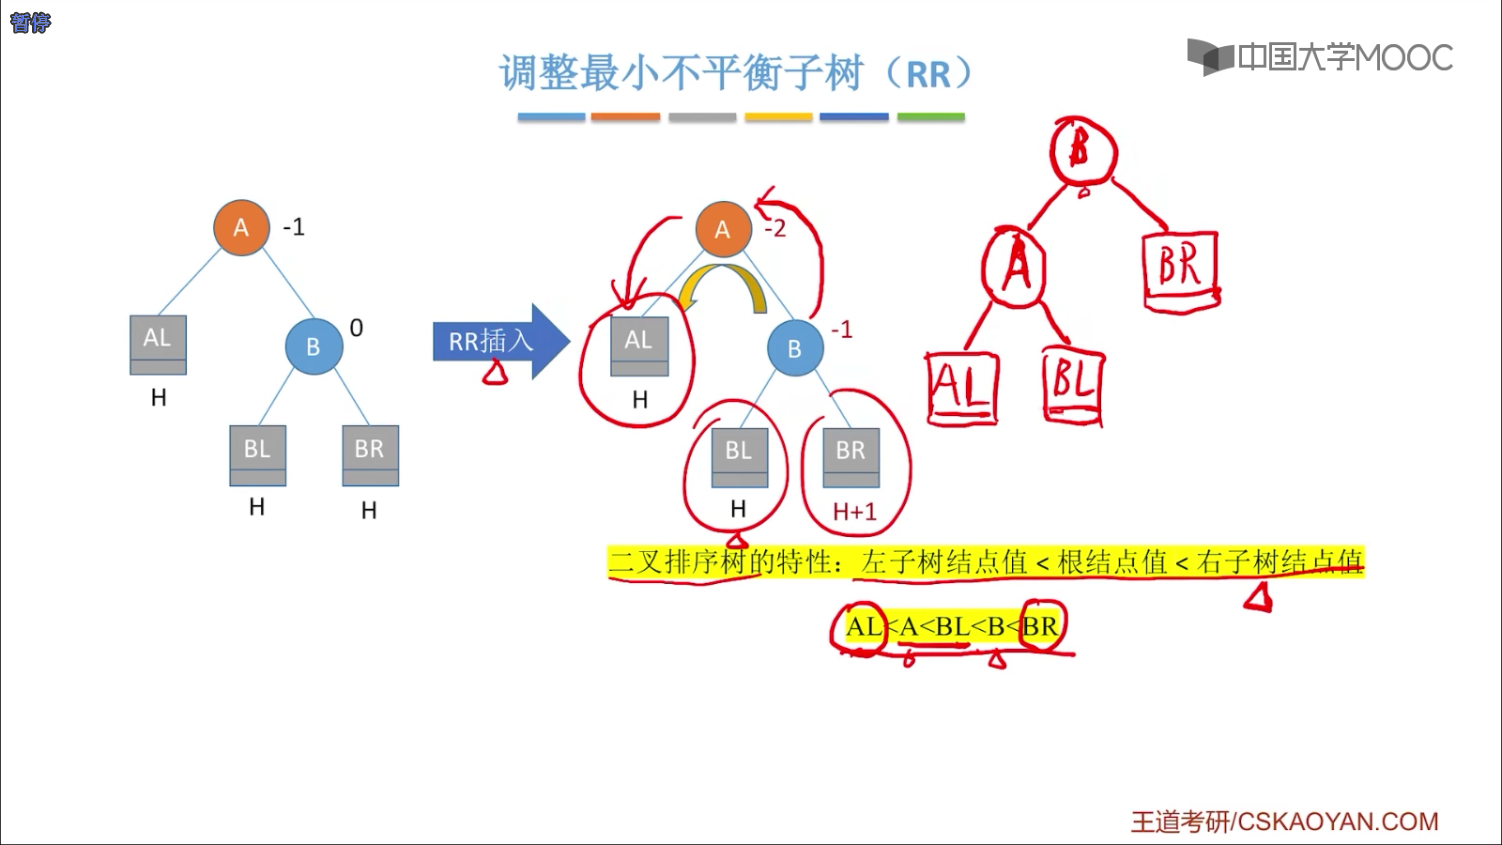 暂停
中国大学MOOC
调整最小不平衡子树（RR）
A
-1
AL
H
B
0
BL
H
BR
H
RR插入
A
-2
AL
H
B
-1
BL
H
BR
H+1
B
A
BR
AL
BL
二叉排序树的特性：左子树结点值 < 根结点值 < 右子树结点值
AL<A<BL<B<BR
王道考研/CSKAOYAN.COM